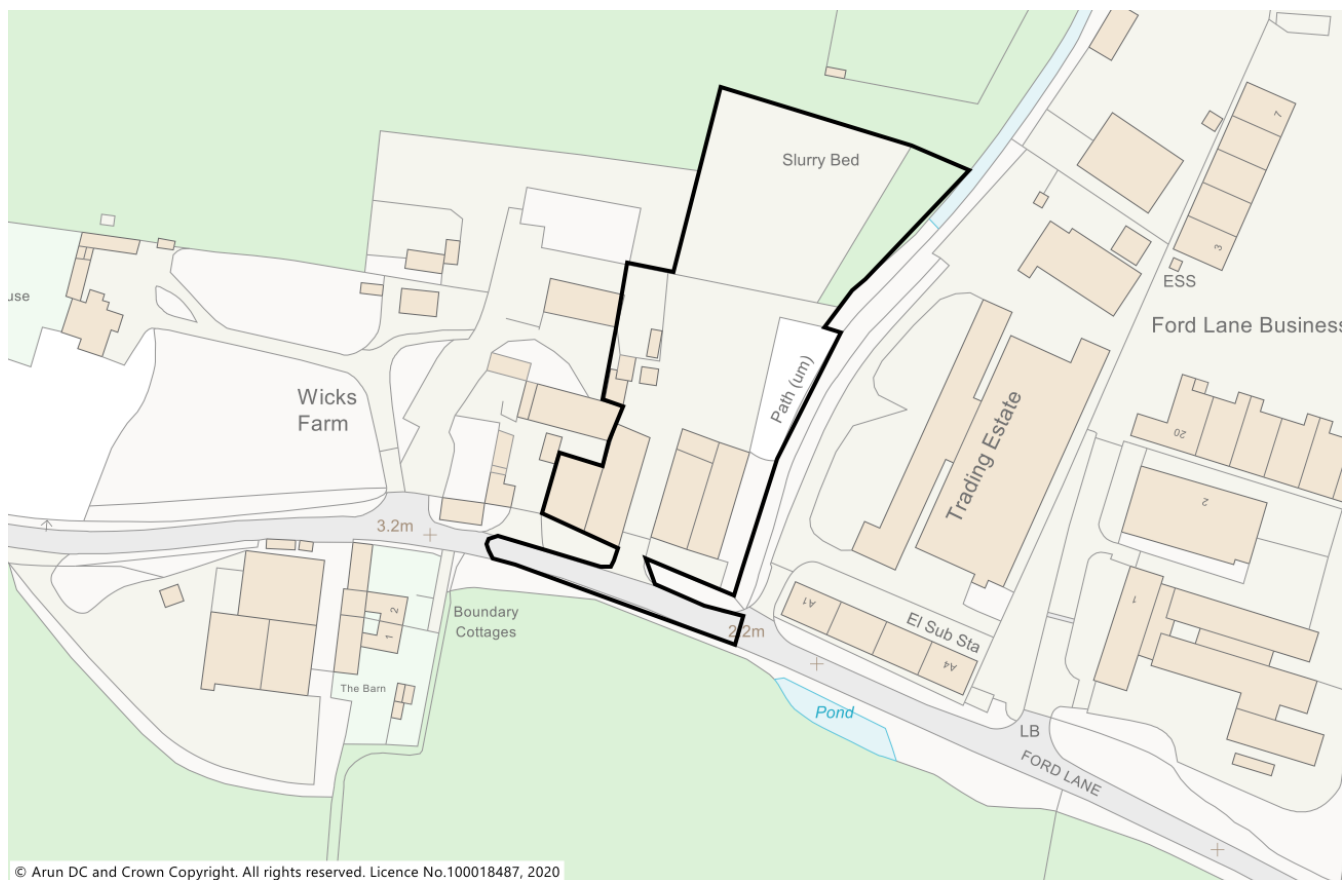 Slurry Bed
7
3
ESS
Ford Lane Business
use
Path (um)
Wicks
Farm
Trading Estate
20
2
3.2m
2
1
1
Boundary
Cottages
A1
El Sub Sta
A4
2.2m
The Barn
Pond
LB
FORD LANE
© Arun DC and Crown Copyright. All rights reserved. Licence No.100018487, 2020